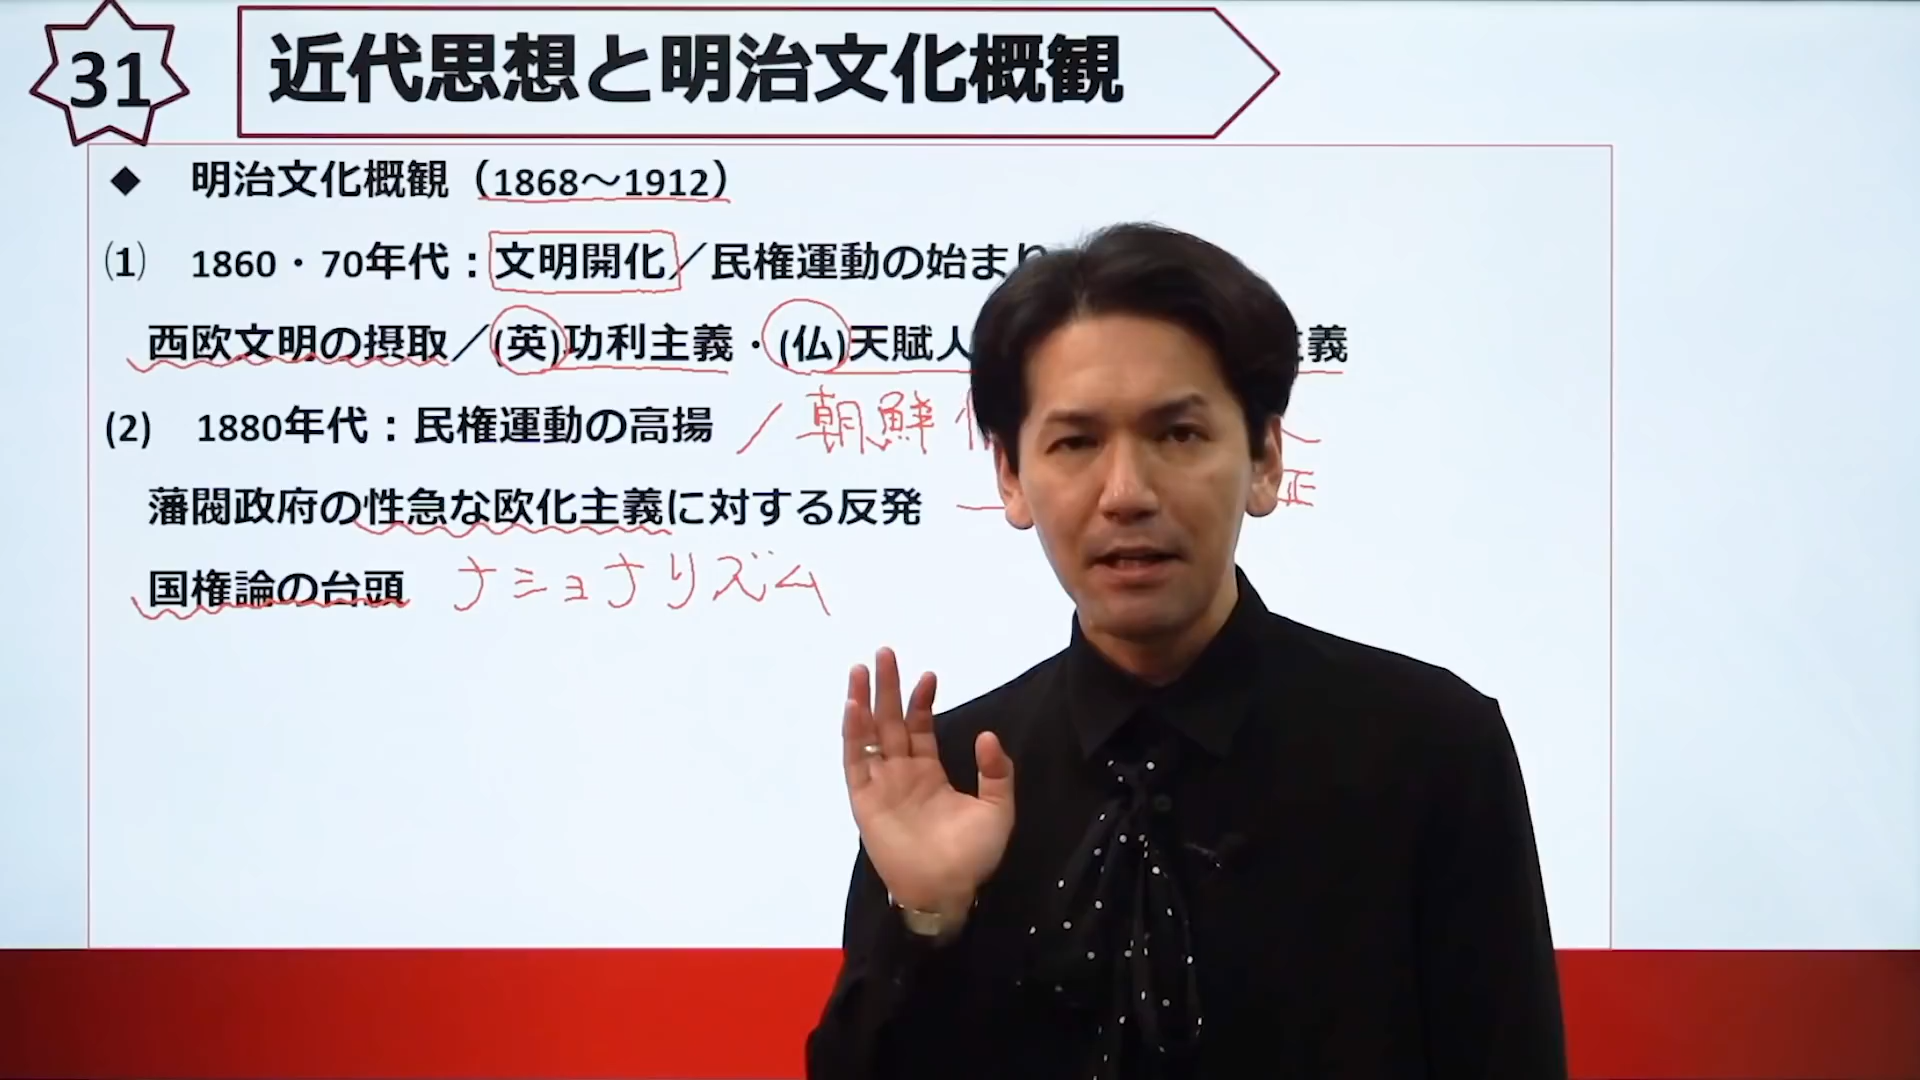 31
近代思想と明治文化概観
◆ 明治文化概観（1868～1912）
(1) 1860・70年代：文明開化／民権運動の始まり
西欧文明の摂取／(英)功利主義・(仏)天賦人 義
(2) 1880年代：民権運動の高揚 ／朝鮮
藩閥政府の性急な欧化主義に対する反発 正
国権論の台頭 ナショナリズム